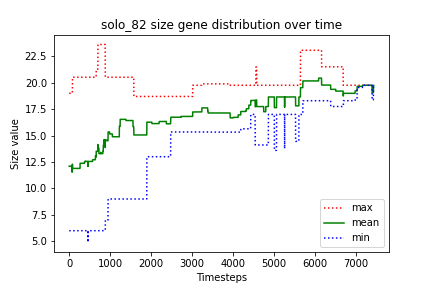 solo_82 size gene distribution over time
Size value
22.5
20.0
17.5
15.0
12.5
10.0
7.5
5.0
max
mean
min
0 1000 2000 3000 4000 5000 6000 7000
Timesteps